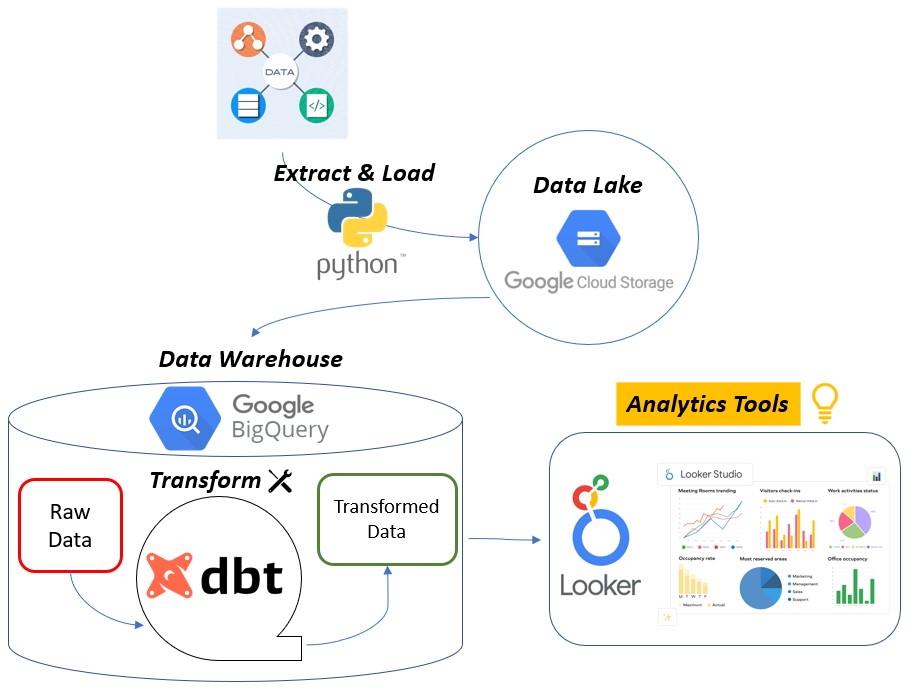 DATA
Extract & Load
python™
Data Lake
Google Cloud Storage
Data Warehouse
Google
BigQuery
Transform
Raw
Data
dbt
Transformed
Data
Analytics Tools
Looker
Looker Studio
Meeting Rooms trending
Visitors check-ins
Work activities status
Occupancy rate
M T W T F
Maximum
Actual
Most reserved areas
Marketing
Management
Sales
Support
Office occupancy